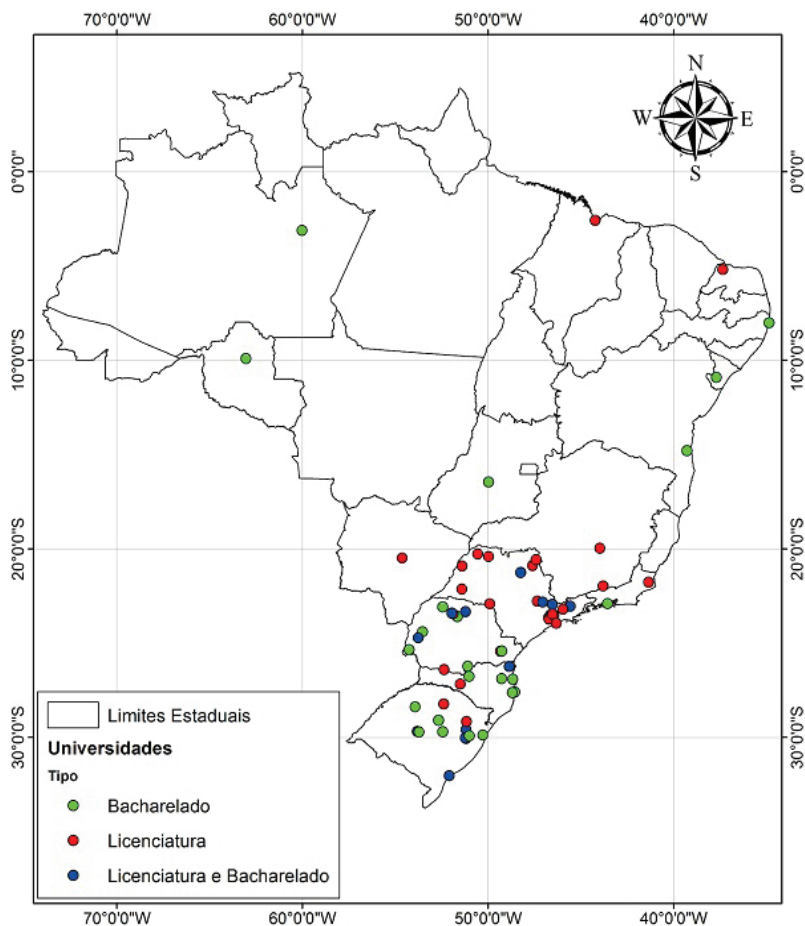 70°0'0"W 60°0'0"W 50°0'0"W 40°0'0"W
N
W E
S
0°0'0" 0°0'0"
10°0'0"S 10°0'0"S
20°0'0"S 20°0'0"S
30°0'0"S 30°0'0"S
Limites Estaduais
Universidades
Tipo
Bacharelado
Licenciatura
Licenciatura e Bacharelado
70°0'0"W 60°0'0"W 50°0'0"W 40°0'0"W